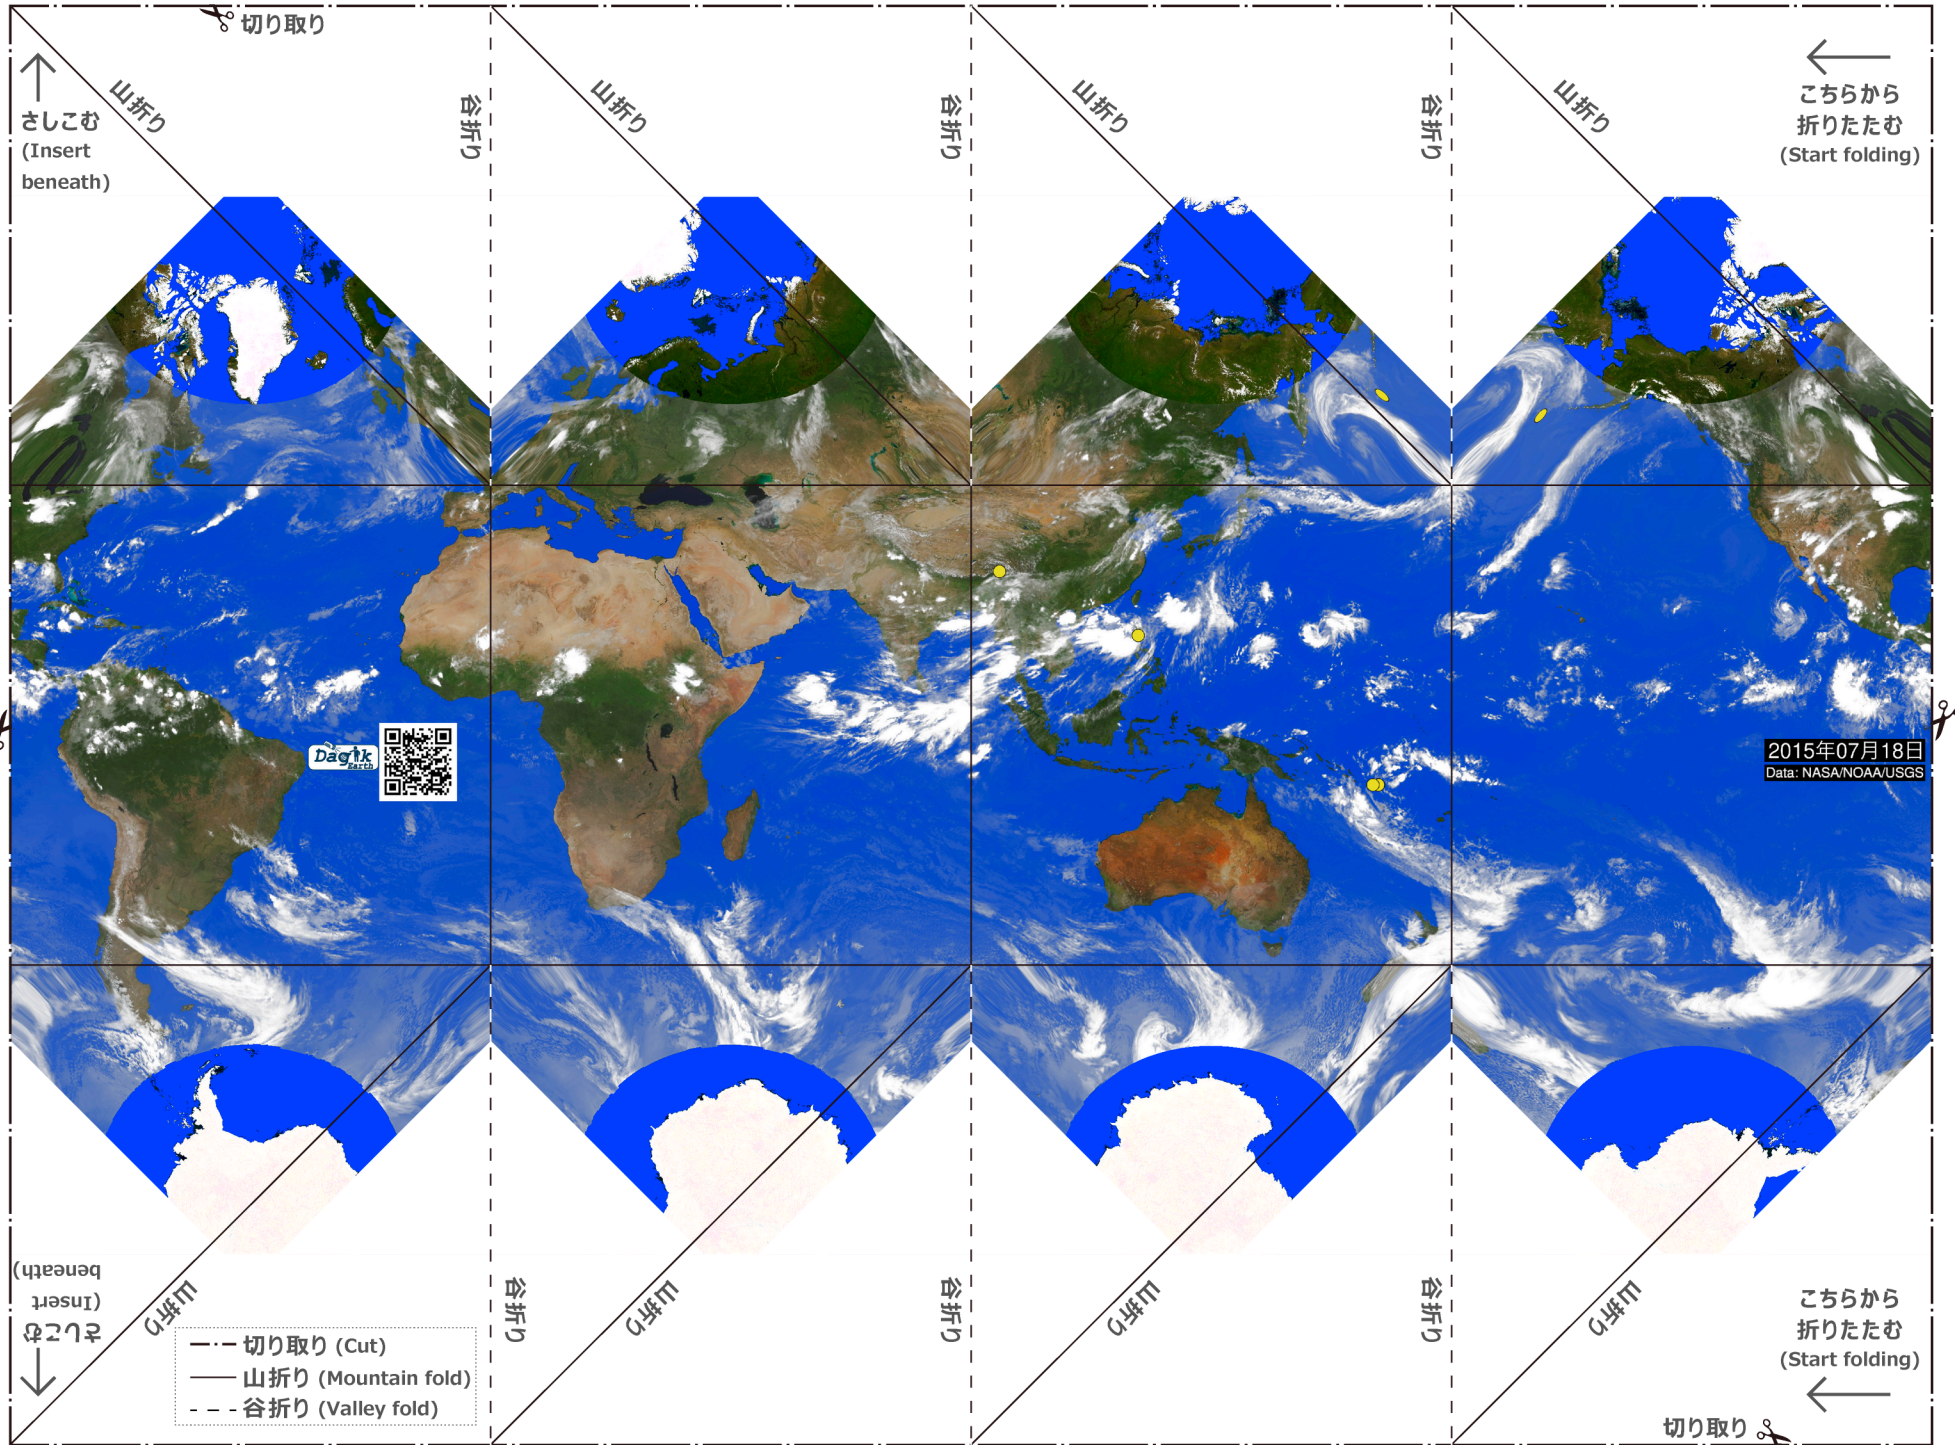 切り取り
さしこむ
(Insert
beneath)
山折り
谷折り
山折り
谷折り
山折り
谷折り
山折り
こちらから
折りたたむ
(Start folding)
Dagik
Earth
2015年07月18日
Data: NASA/NOAA/USGS
さしこむ
(Insert
beneath)
山折り
谷折り
山折り
谷折り
山折り
谷折り
山折り
こちらから
折りたたむ
(Start folding)
切り取り (Cut)
山折り (Mountain fold)
谷折り (Valley fold)
切り取り